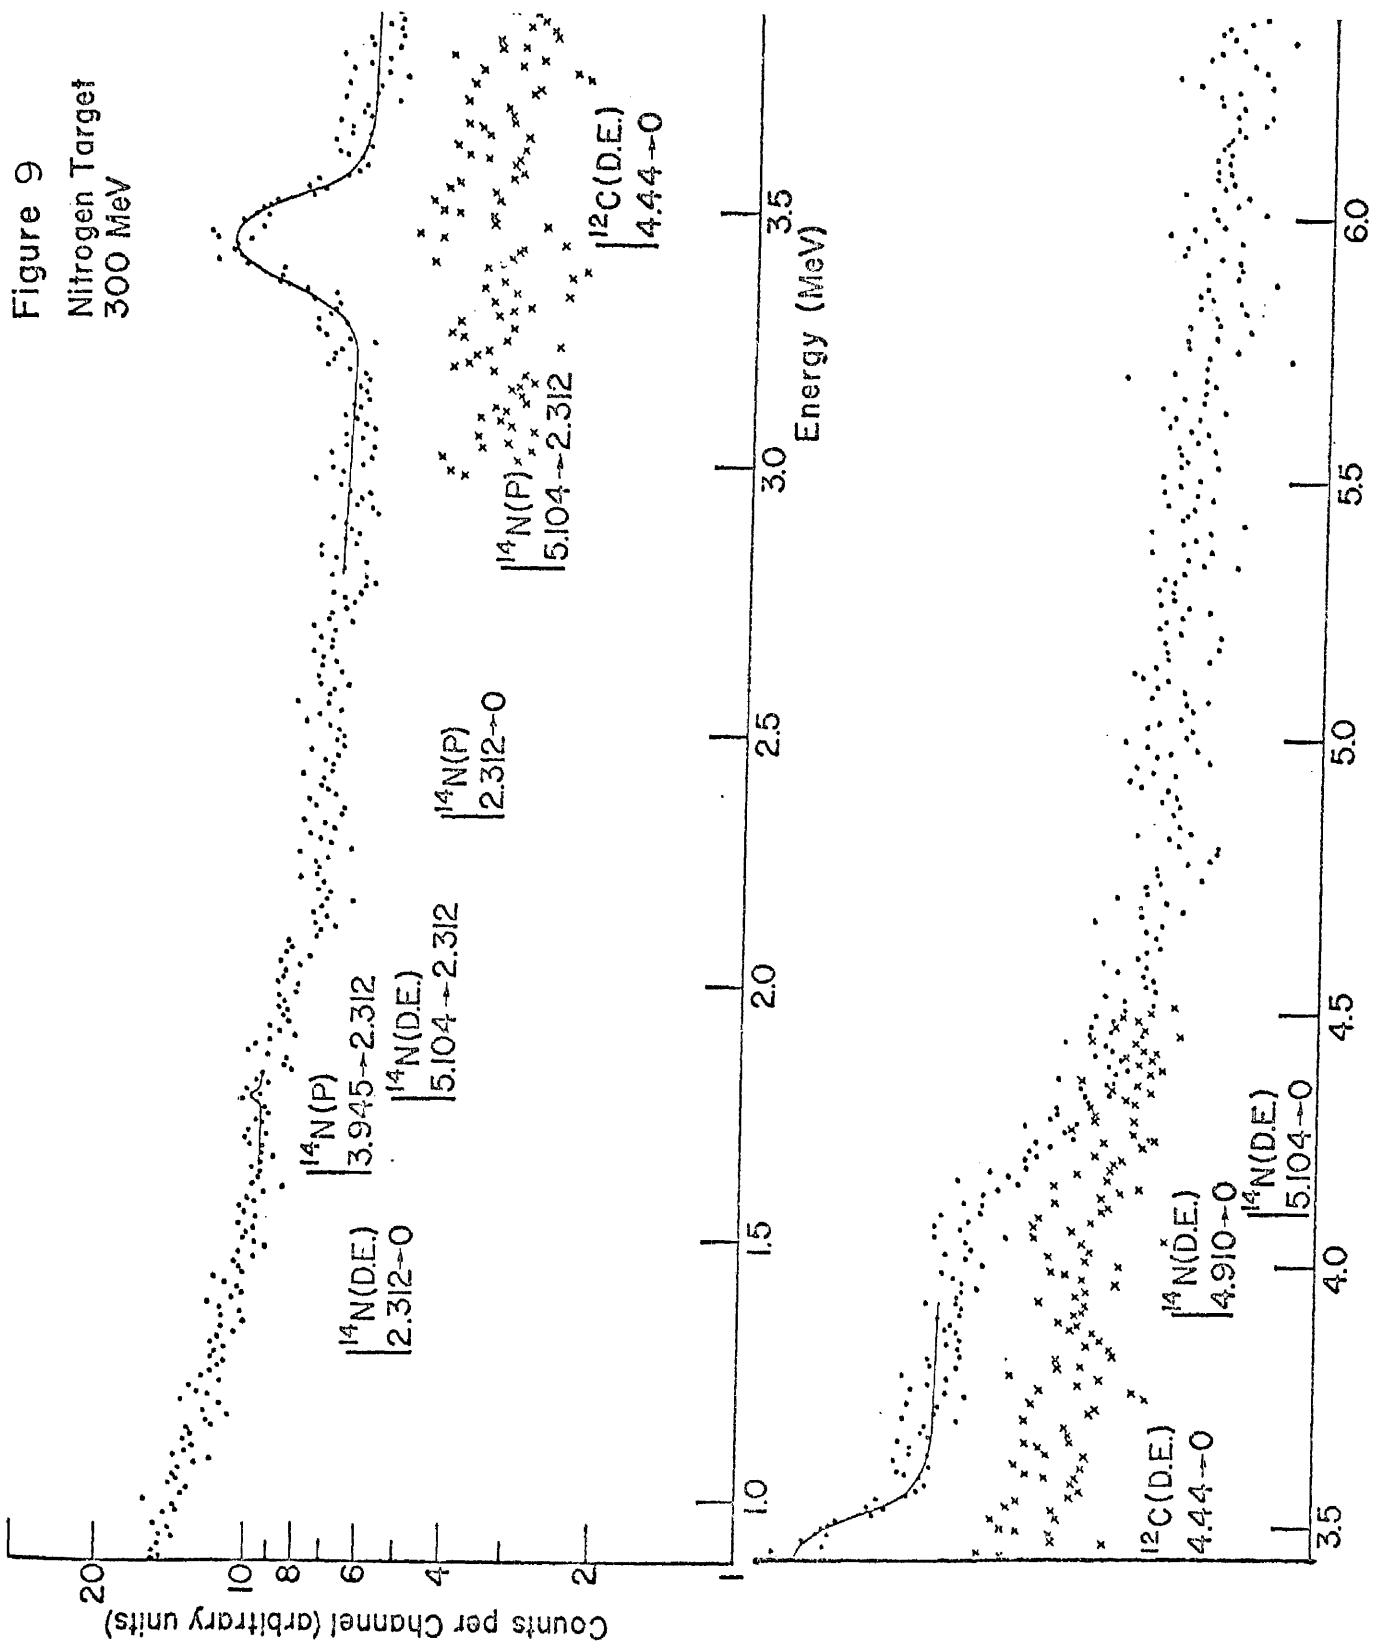 Figure 9
Nitrogen Target
300 MeV
Counts per Channel (arbitrary units)
20
10
8
6
4
2
1
¹⁴N(D.E.)
2.312→0
¹⁴N(P)
3.945→2.312
¹⁴N(D.E.)
5.104→2.312
¹⁴N(P)
2.312→0
¹⁴N(P)
5.104→2.312
¹²C(D.E.)
4.44→0
1.0
1.5
2.0
2.5
3.0
3.5
Energy (MeV)
¹²C(D.E.)
4.44→0
¹⁴N(D.E.)
4.910→0
¹⁴N(D.E.)
5.104→0
3.5
4.0
4.5
5.0
5.5
6.0